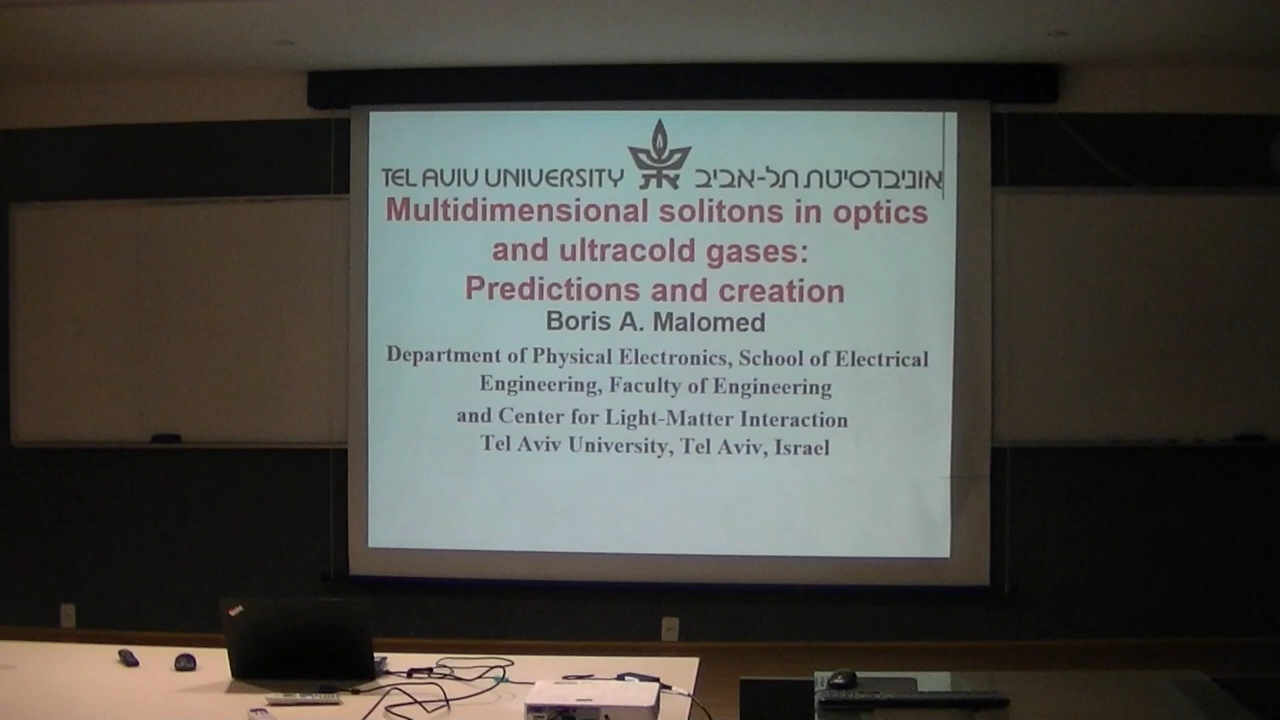 TEL AVIV UNIVERSITY אוניברסיטת תל-אביב
Multidimensional solitons in optics
and ultracold gases:
Predictions and creation
Boris A. Malomed
Department of Physical Electronics, School of Electrical
Engineering, Faculty of Engineering
and Center for Light-Matter Interaction
Tel Aviv University, Tel Aviv, Israel